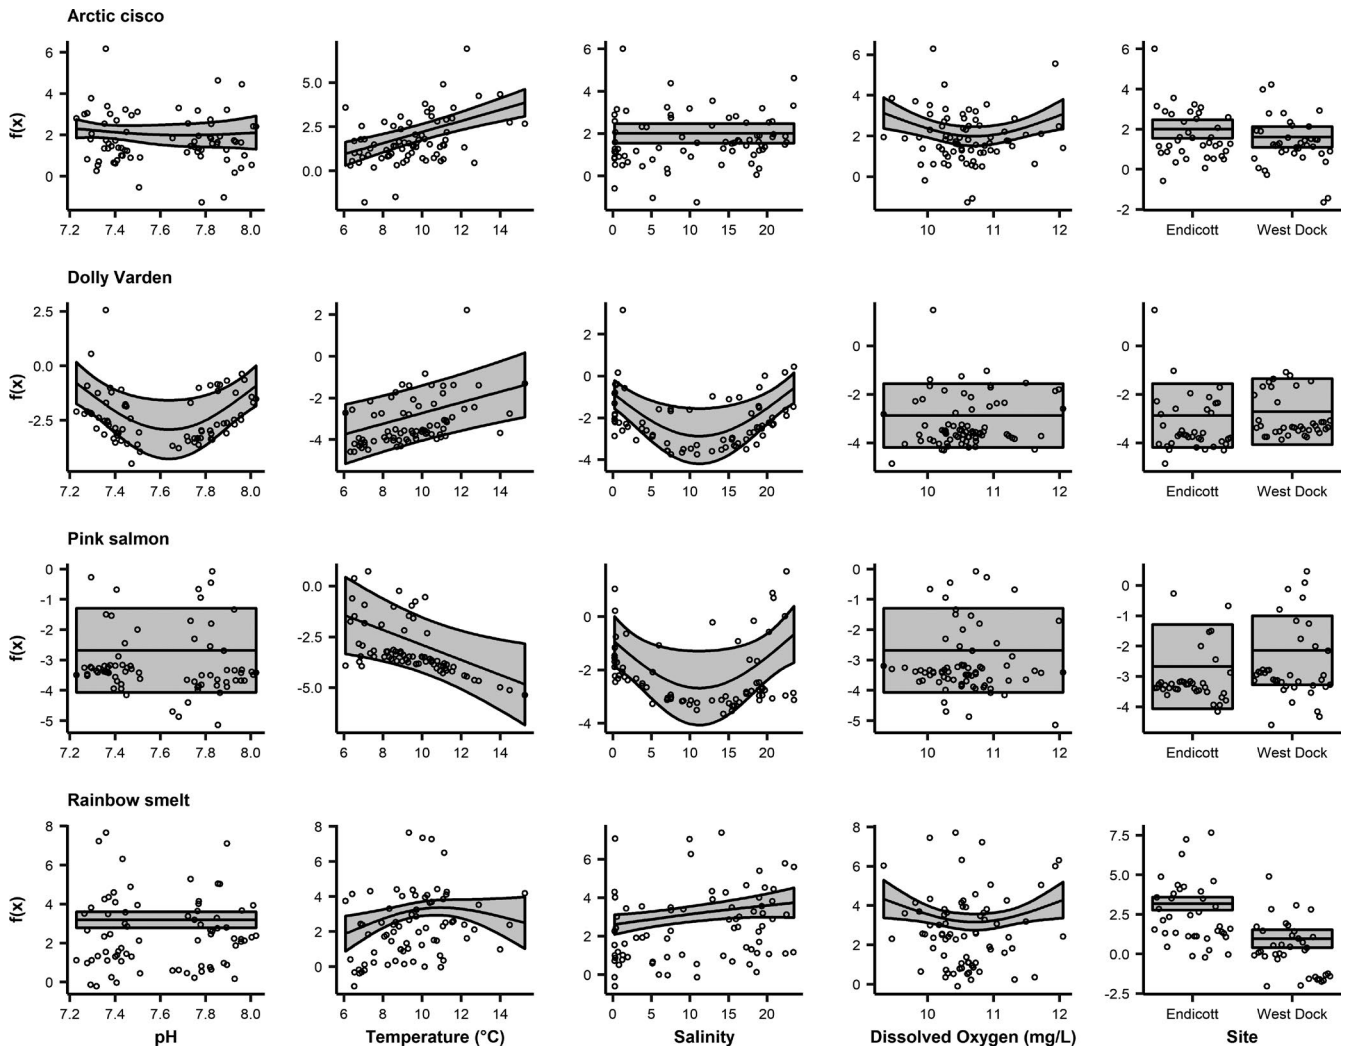 Arctic cisco
f(x)
6
4
2
0
7.2 7.4 7.6 7.8 8.0
5.0
2.5
0.0
6 8 10 12 14
6
4
2
0
0 5 10 15 20
6
4
2
0
10 11 12
6
4
2
0
-2
Endicott West Dock
Dolly Varden
f(x)
2.5
0.0
-2.5
7.2 7.4 7.6 7.8 8.0
2
0
-2
-4
6 8 10 12 14
2
0
-2
-4
0 5 10 15 20
0
-2
-4
10 11 12
0
-2
-4
Endicott West Dock
Pink salmon
f(x)
0
-1
-2
-3
-4
-5
7.2 7.4 7.6 7.8 8.0
0.0
-2.5
-5.0
6 8 10 12 14
2
0
-2
-4
0 5 10 15 20
0
-1
-2
-3
-4
-5
10 11 12
0
-1
-2
-3
-4
Endicott West Dock
Rainbow smelt
f(x)
8
6
4
2
0
7.2 7.4 7.6 7.8 8.0
pH
8
6
4
2
0
6 8 10 12 14
Temperature (°C)
8
6
4
2
0
0 5 10 15 20
Salinity
8
6
4
2
0
10 11 12
Dissolved Oxygen (mg/L)
7.5
5.0
2.5
0.0
-2.5
Endicott West Dock
Site